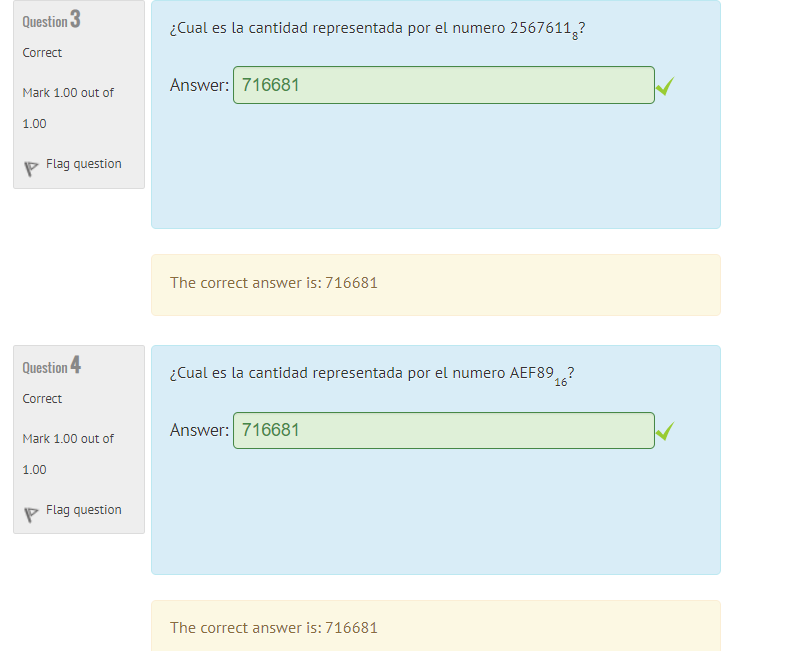 Question 3
Correct
Mark 1.00 out of
1.00
Flag question
¿Cual es la cantidad representada por el numero 2567611₈?
Answer: 716681
The correct answer is: 716681
Question 4
Correct
Mark 1.00 out of
1.00
Flag question
¿Cual es la cantidad representada por el numero AEF89₁₆?
Answer: 716681
The correct answer is: 716681